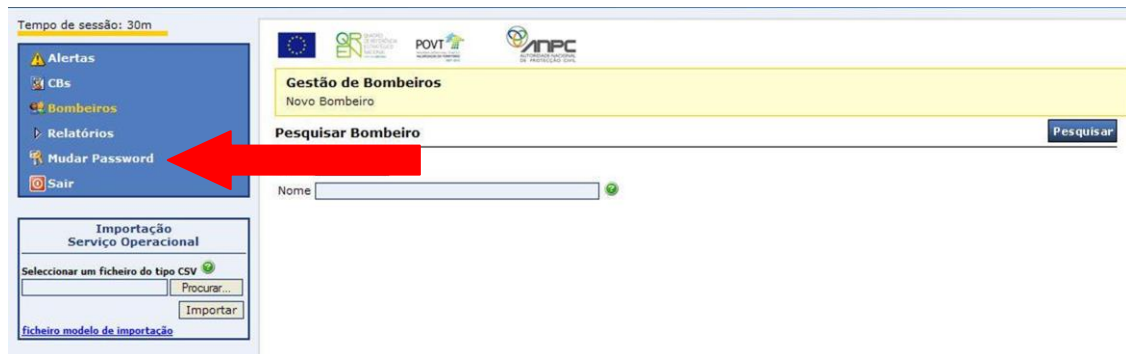 Tempo de sessão: 30m
Alertas
CBs
Bombeiros
Relatórios
Mudar Password
Sair
Importação
Serviço Operacional
Seleccionar um ficheiro do tipo CSV
Procurar...
Importar
ficheiro modelo de importação
QREN
POVT
ANPC
AUTORIDADE NACIONAL
DE PROTECÇÃO CIVIL
Gestão de Bombeiros
Novo Bombeiro
Pesquisar Bombeiro
Pesquisar
Nome